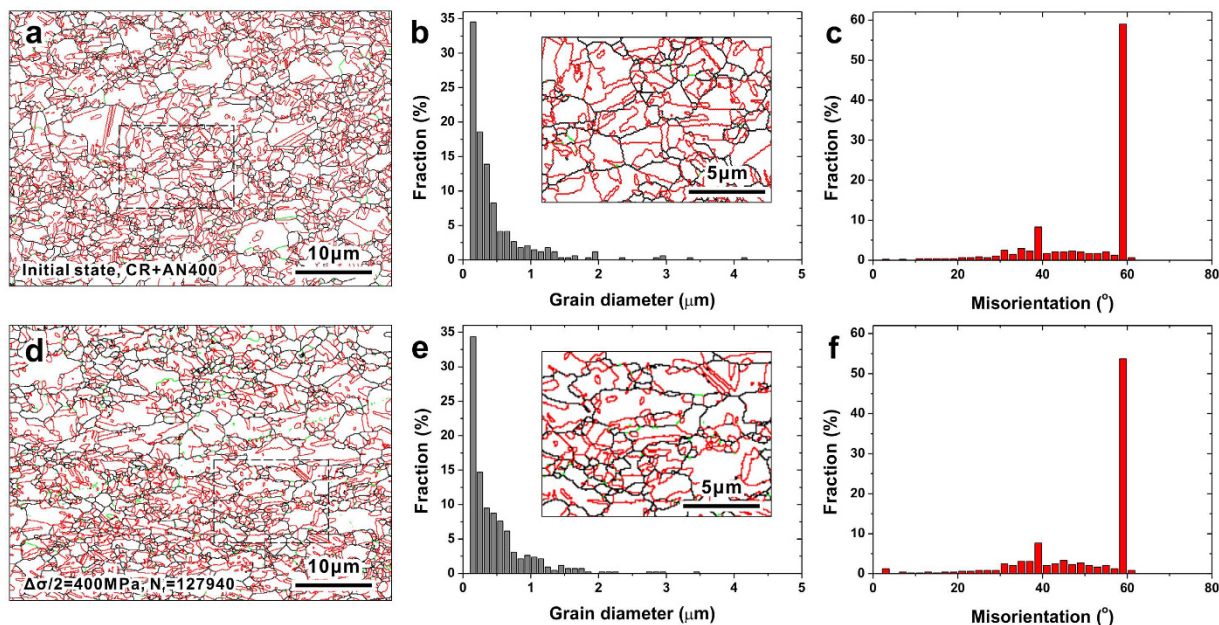 a
10μm
Initial state, CR+AN400
b
35
30
25
20
15
10
5
0
Fraction (%)
5μm
0 1 2 3 4 5
Grain diameter (μm)
c
60
50
40
30
20
10
0
Fraction (%)
0 20 40 60 80
Misorientation (°)
d
10μm
Δσ/2=400MPa, Nf=127940
e
35
30
25
20
15
10
5
0
Fraction (%)
5μm
0 1 2 3 4 5
Grain diameter (μm)
f
60
50
40
30
20
10
0
Fraction (%)
0 20 40 60 80
Misorientation (°)